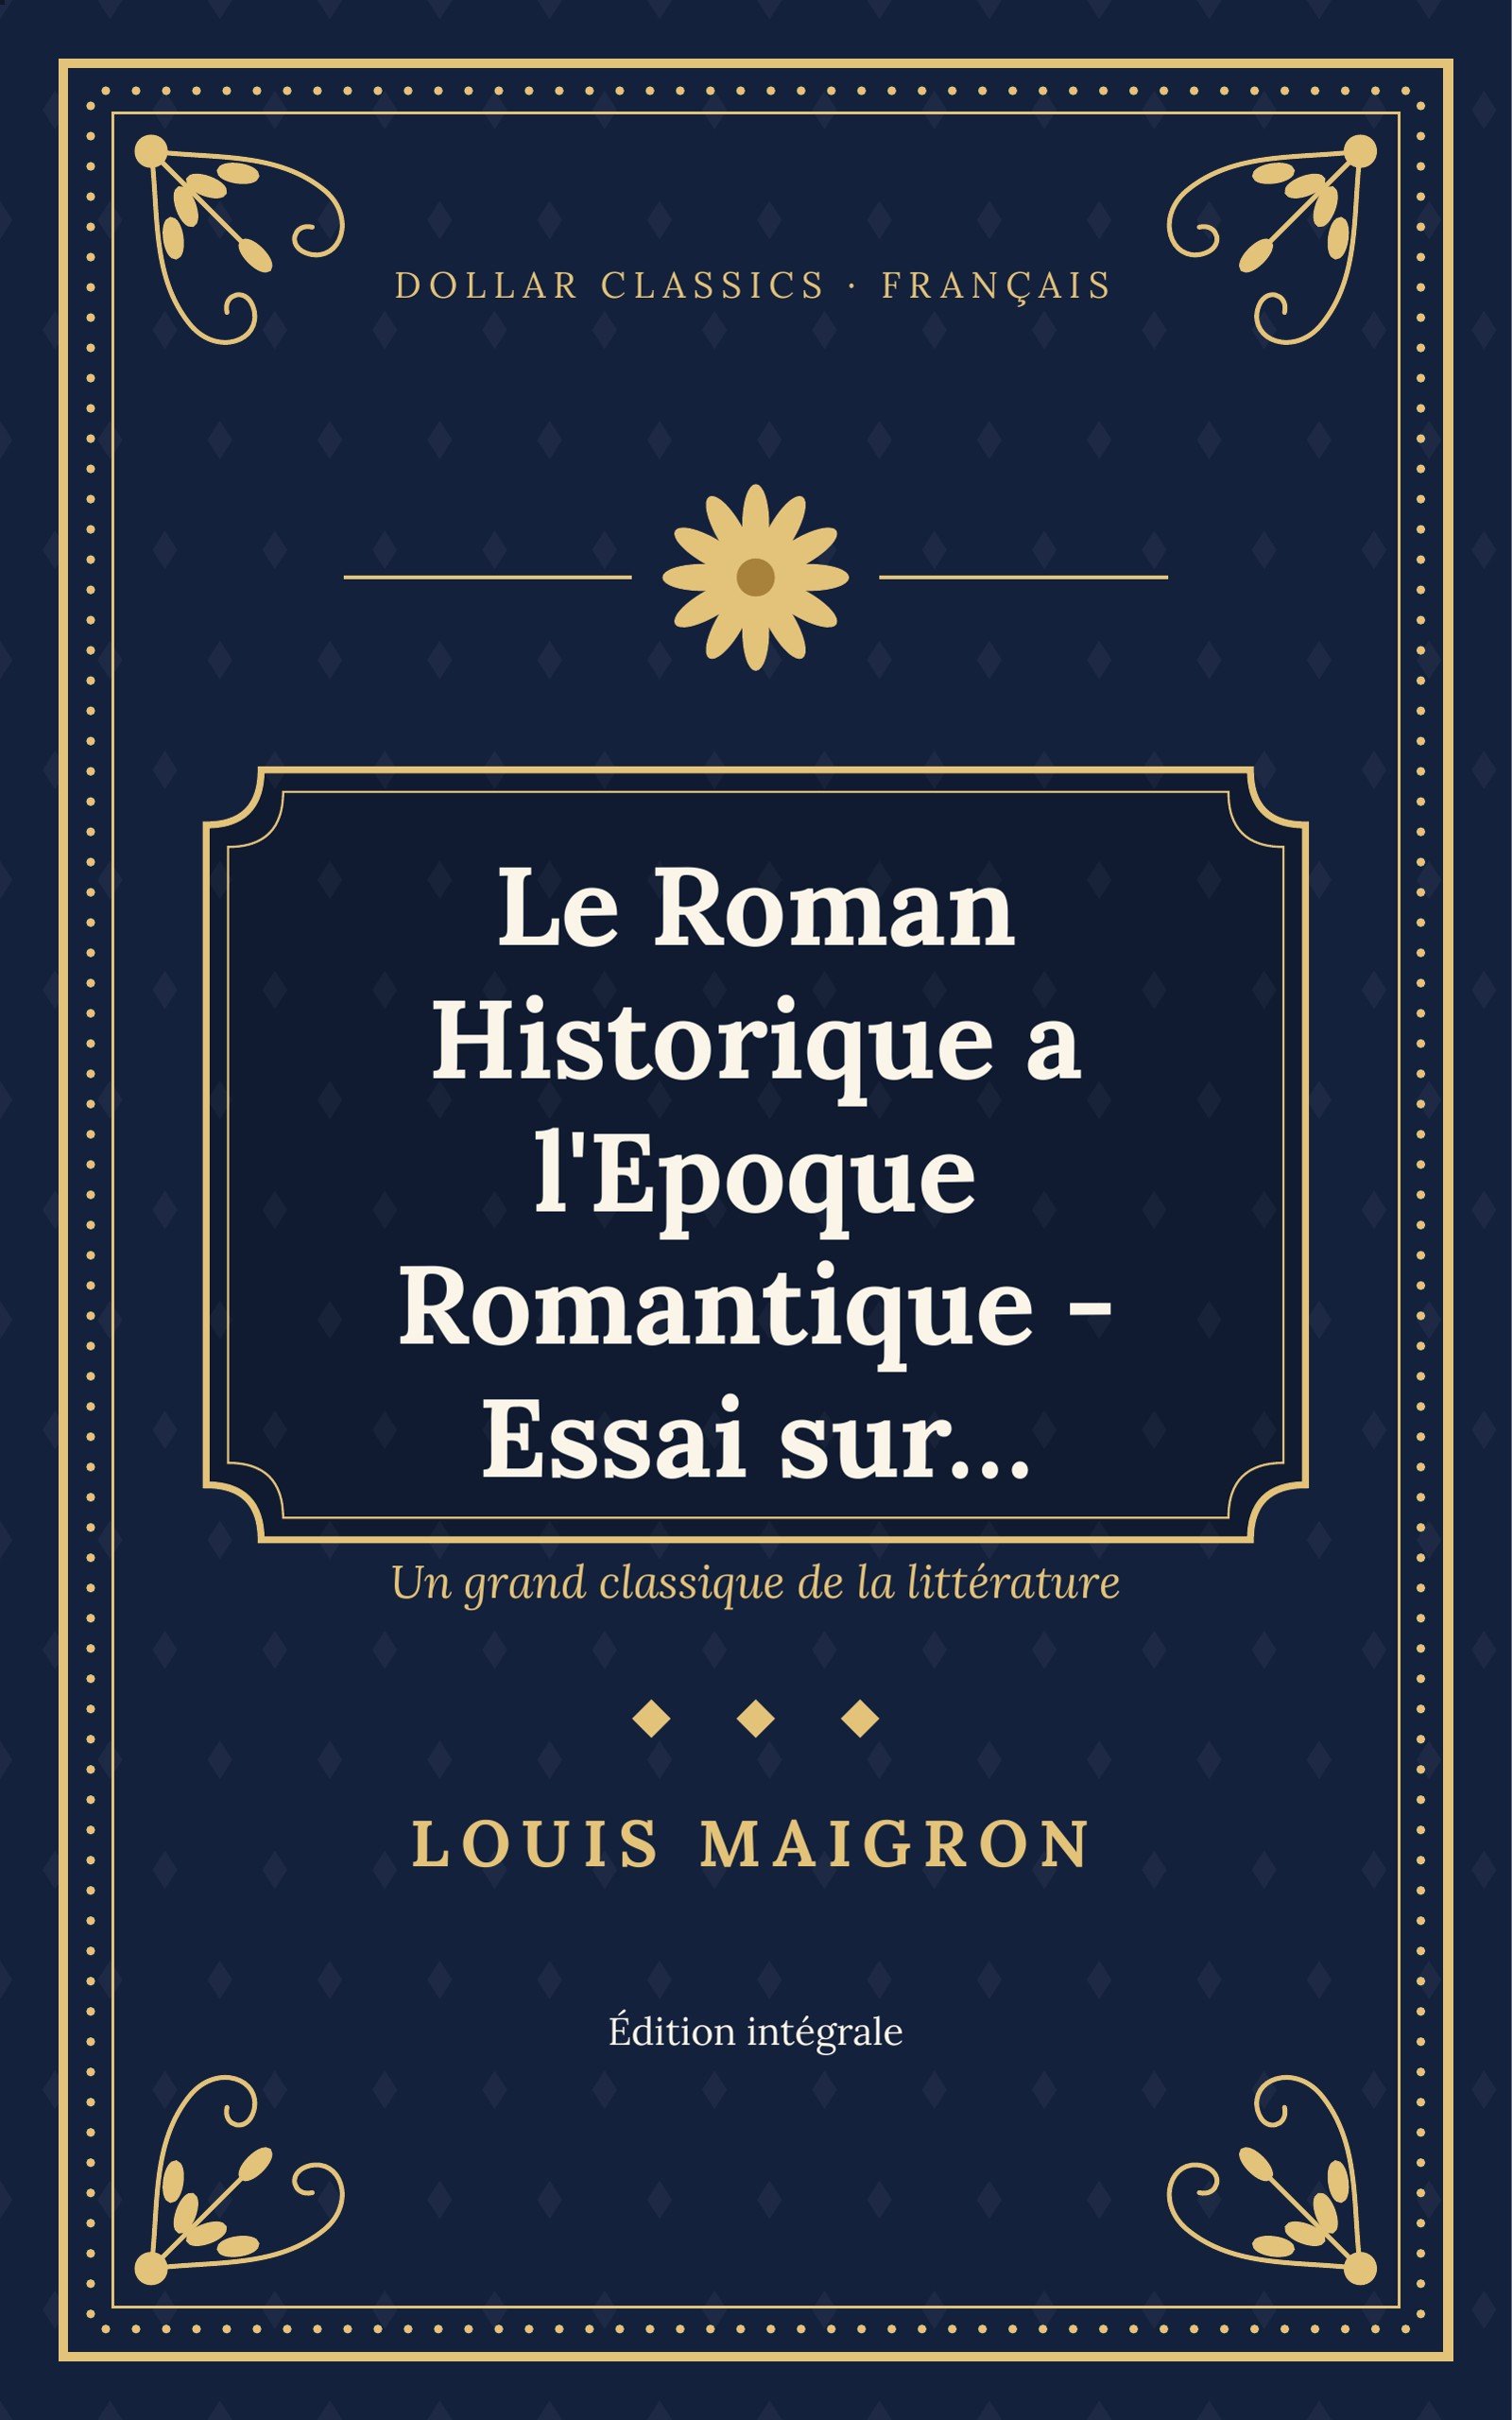 DOLLAR CLASSICS · FRANÇAIS
Le Roman
Historique a
l'Epoque
Romantique -
Essai sur...
Un grand classique de la littérature
LOUIS MAIGRON
Édition intégrale